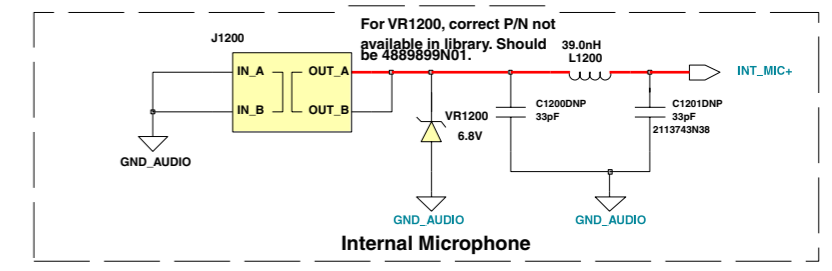 For VR1200, correct P/N not
available in library. Should
be 4889899N01.
J1200
39.0nH
L1200
IN_A
OUT_A
INT_MIC+
IN_B
OUT_B
VR1200
6.8V
C1200DNP
33pF
C1201DNP
33pF
2113743N38
GND_AUDIO
GND_AUDIO
GND_AUDIO
Internal Microphone